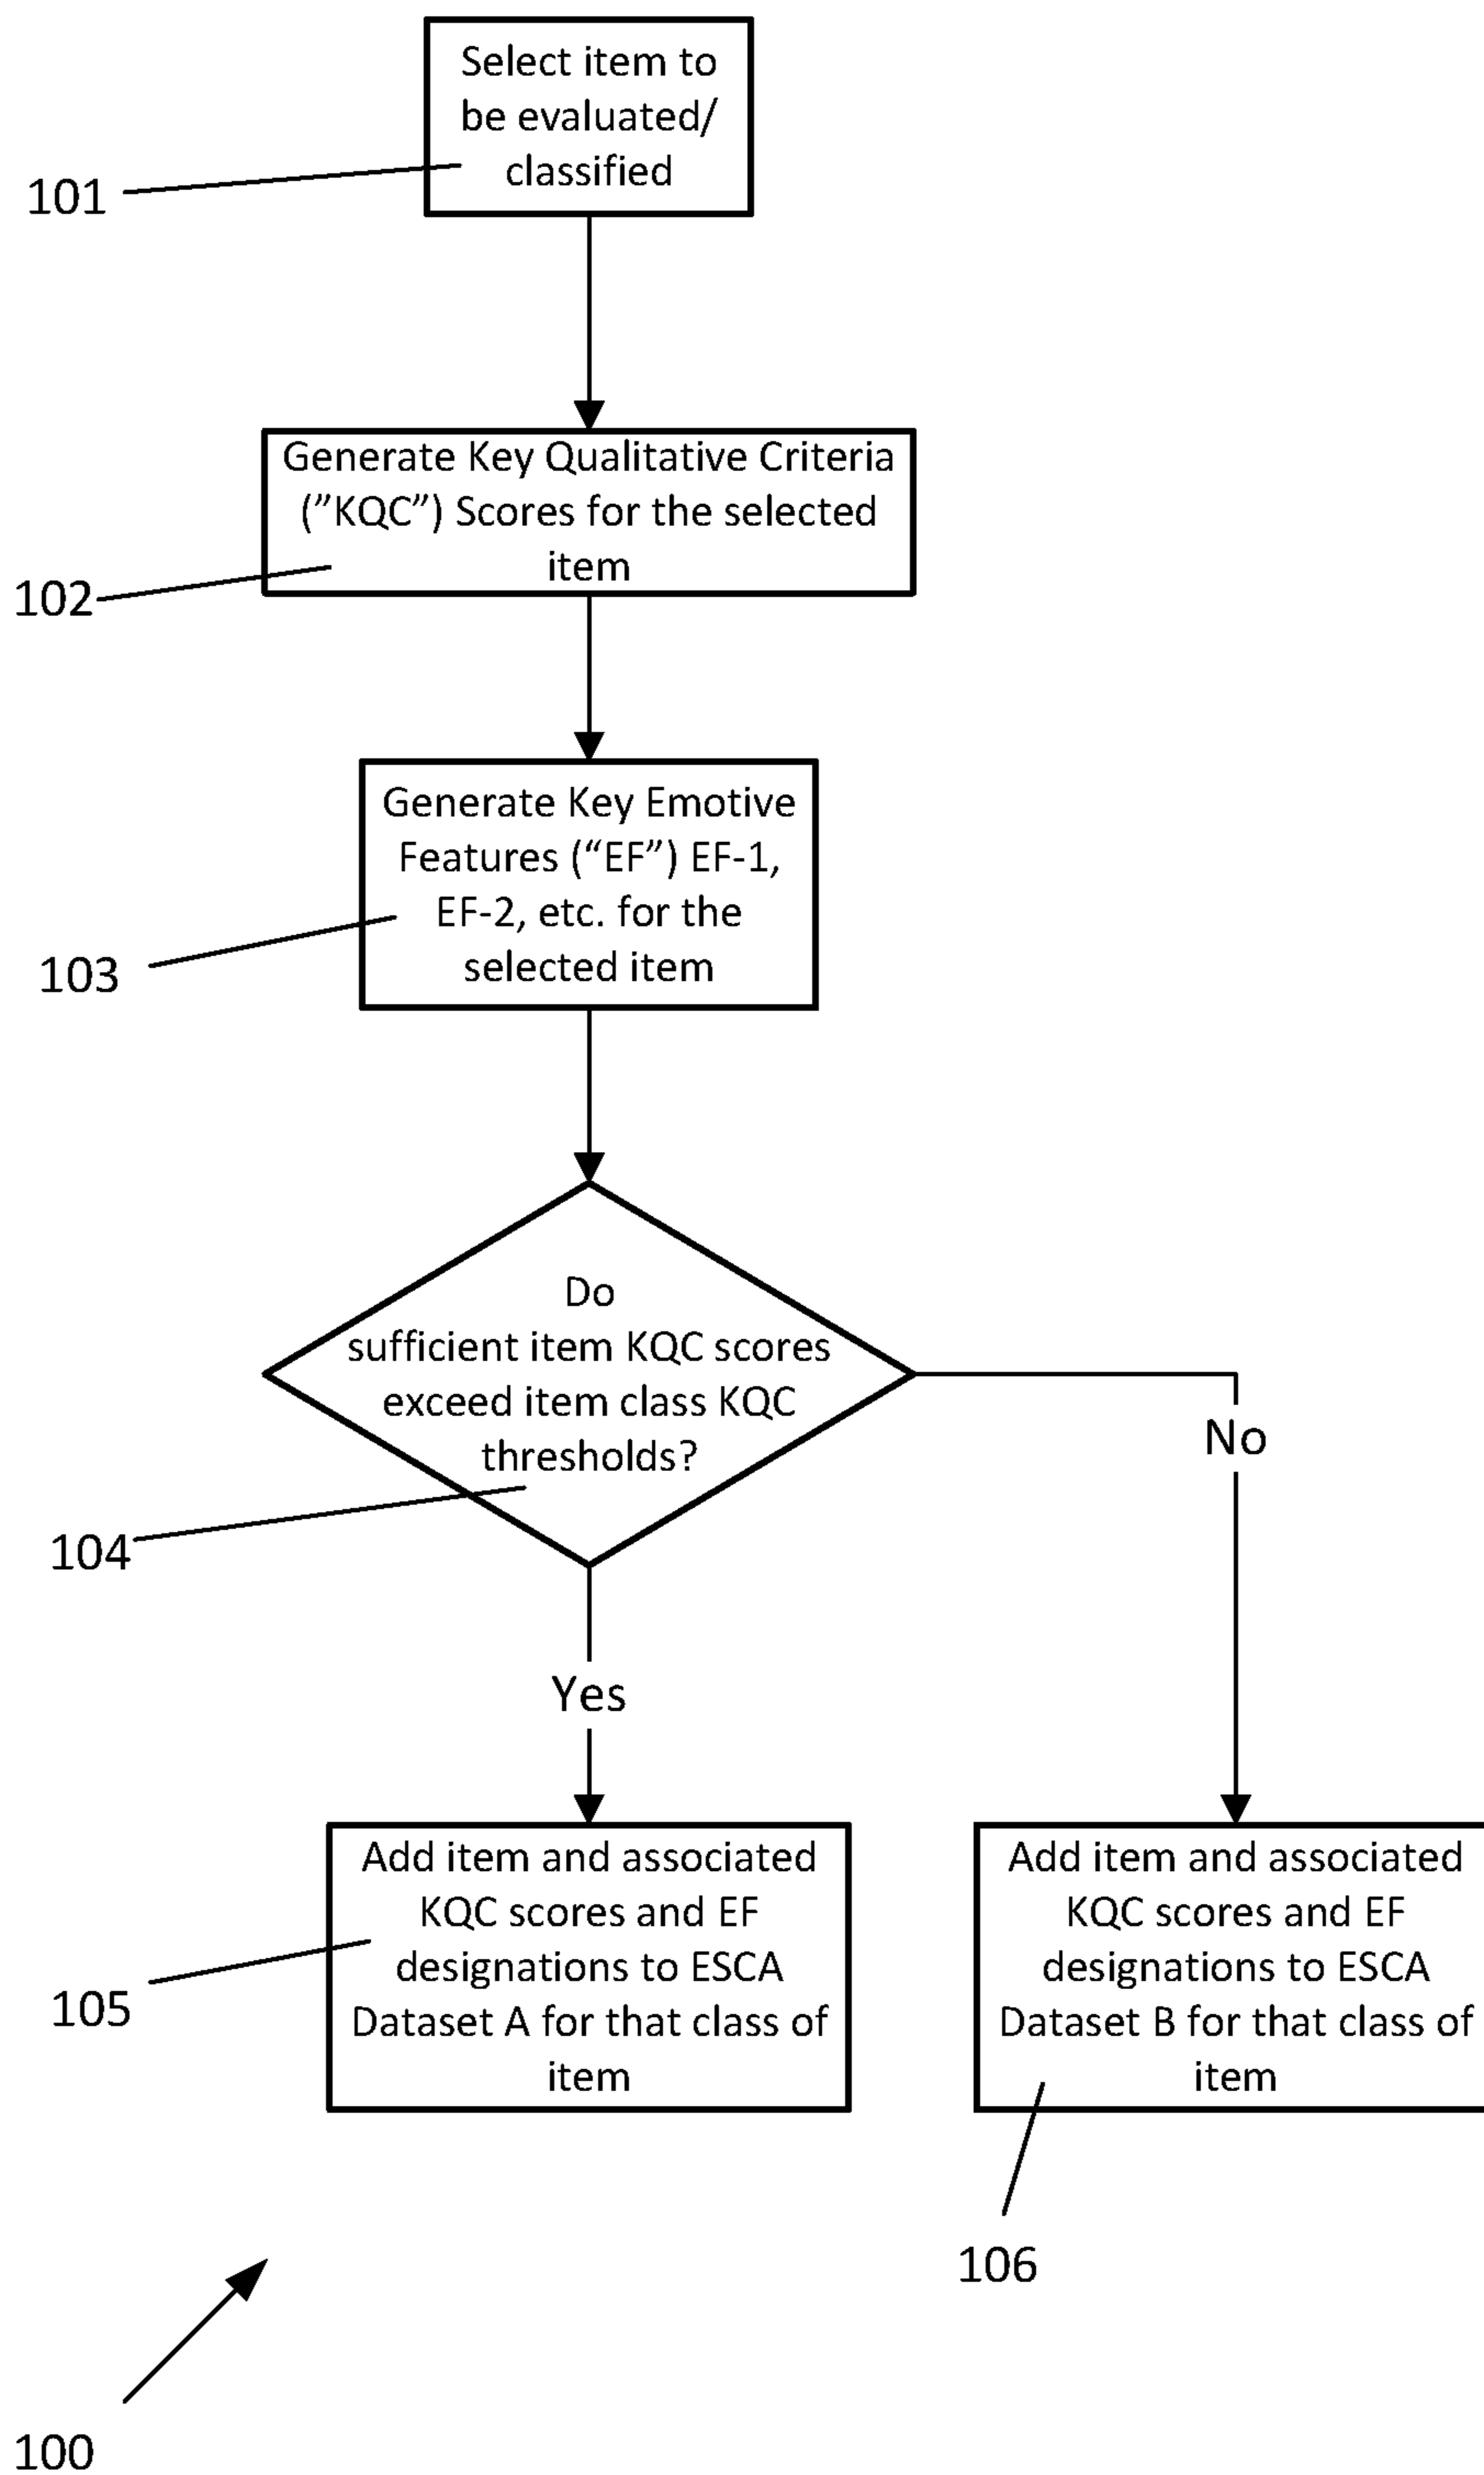 Select item to
be evaluated/
classified
101
Generate Key Qualitative Criteria
(”KQC”) Scores for the selected
item
102
Generate Key Emotive
Features (“EF”) EF-1,
EF-2, etc. for the
selected item
103
Do
sufficient item KQC scores
exceed item class KQC
thresholds?
104
No
Yes
Add item and associated
KQC scores and EF
designations to ESCA
Dataset A for that class of
item
105
Add item and associated
KQC scores and EF
designations to ESCA
Dataset B for that class of
item
106
100